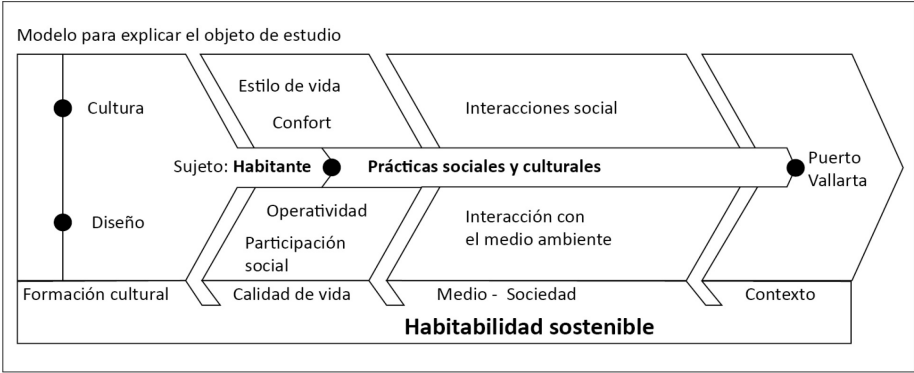 Modelo para explicar el objeto de estudio
Estilo de vida
Cultura
Interacciones social
Confort
Sujeto: Habitante
Prácticas sociales y culturales
Puerto
Vallarta
Operatividad
Diseño
Interacción con
el medio ambiente
Participación
social
Formación cultural
Calidad de vida
Medio - Sociedad
Contexto
Habitabilidad sostenible